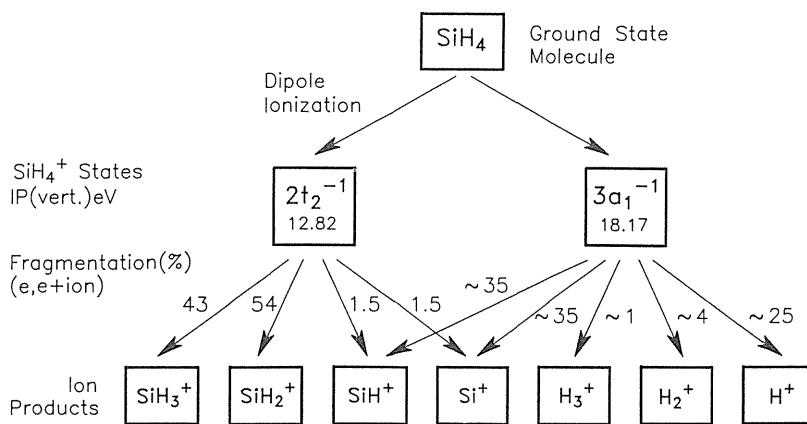 SiH₄
Ground State
Molecule
Dipole
Ionization
SiH₄⁺ States
IP(vert.)eV
2t₂⁻¹
12.82
3a₁⁻¹
18.17
Fragmentation(%)
(e,e+ion)
43
54
1.5
1.5
~35
~35
~1
~4
~25
Ion
Products
SiH₃⁺
SiH₂⁺
SiH⁺
Si⁺
H₃⁺
H₂⁺
H⁺